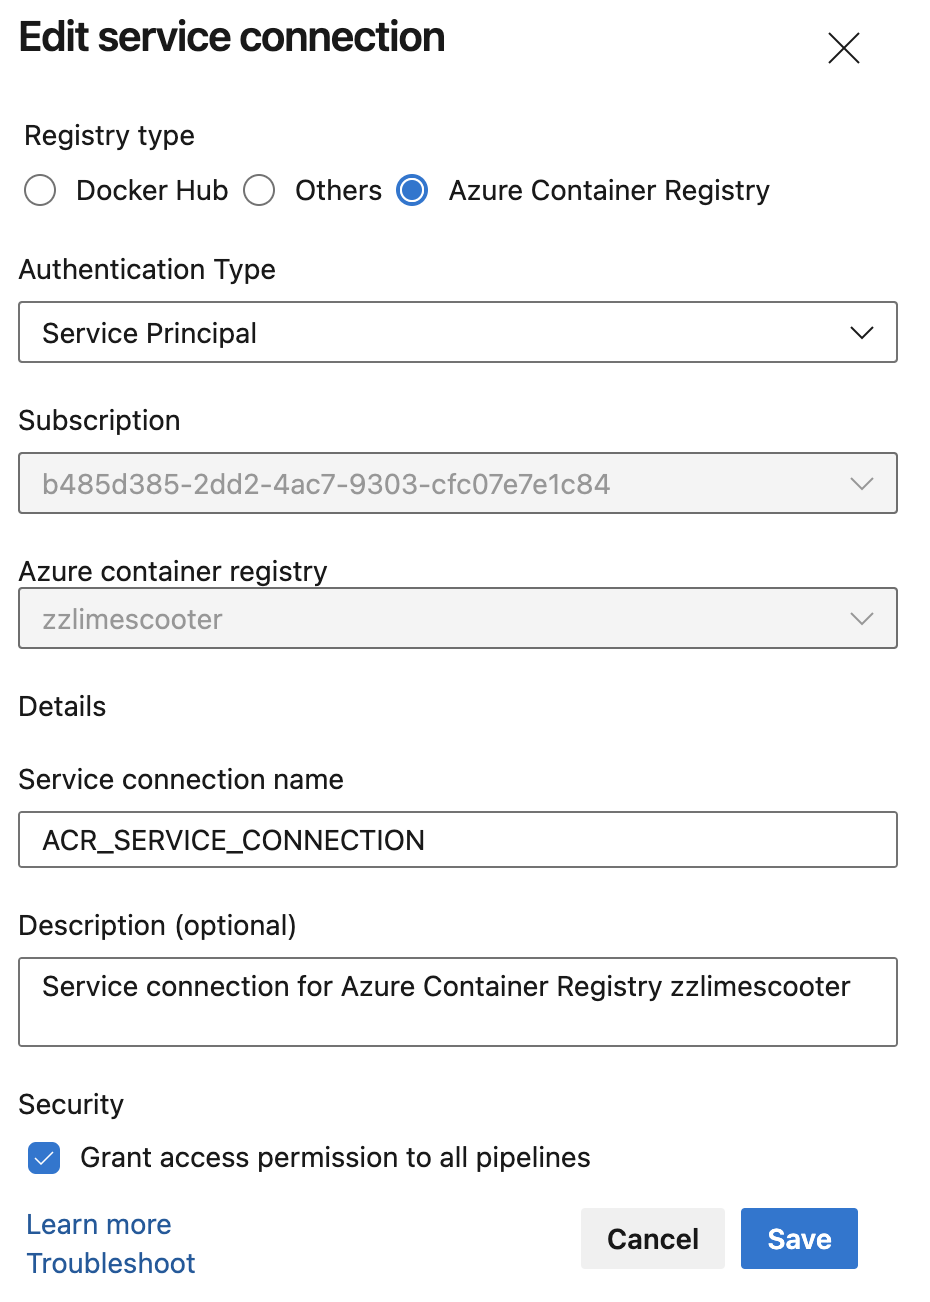 Edit service connection
Registry type
Docker Hub Others Azure Container Registry
Authentication Type
Service Principal
Subscription
b485d385-2dd2-4ac7-9303-cfc07e7e1c84
Azure container registry
zzlimescooter
Details
Service connection name
ACR_SERVICE_CONNECTION
Description (optional)
Service connection for Azure Container Registry zzlimescooter
Security
Grant access permission to all pipelines
Learn more
Troubleshoot
Cancel Save